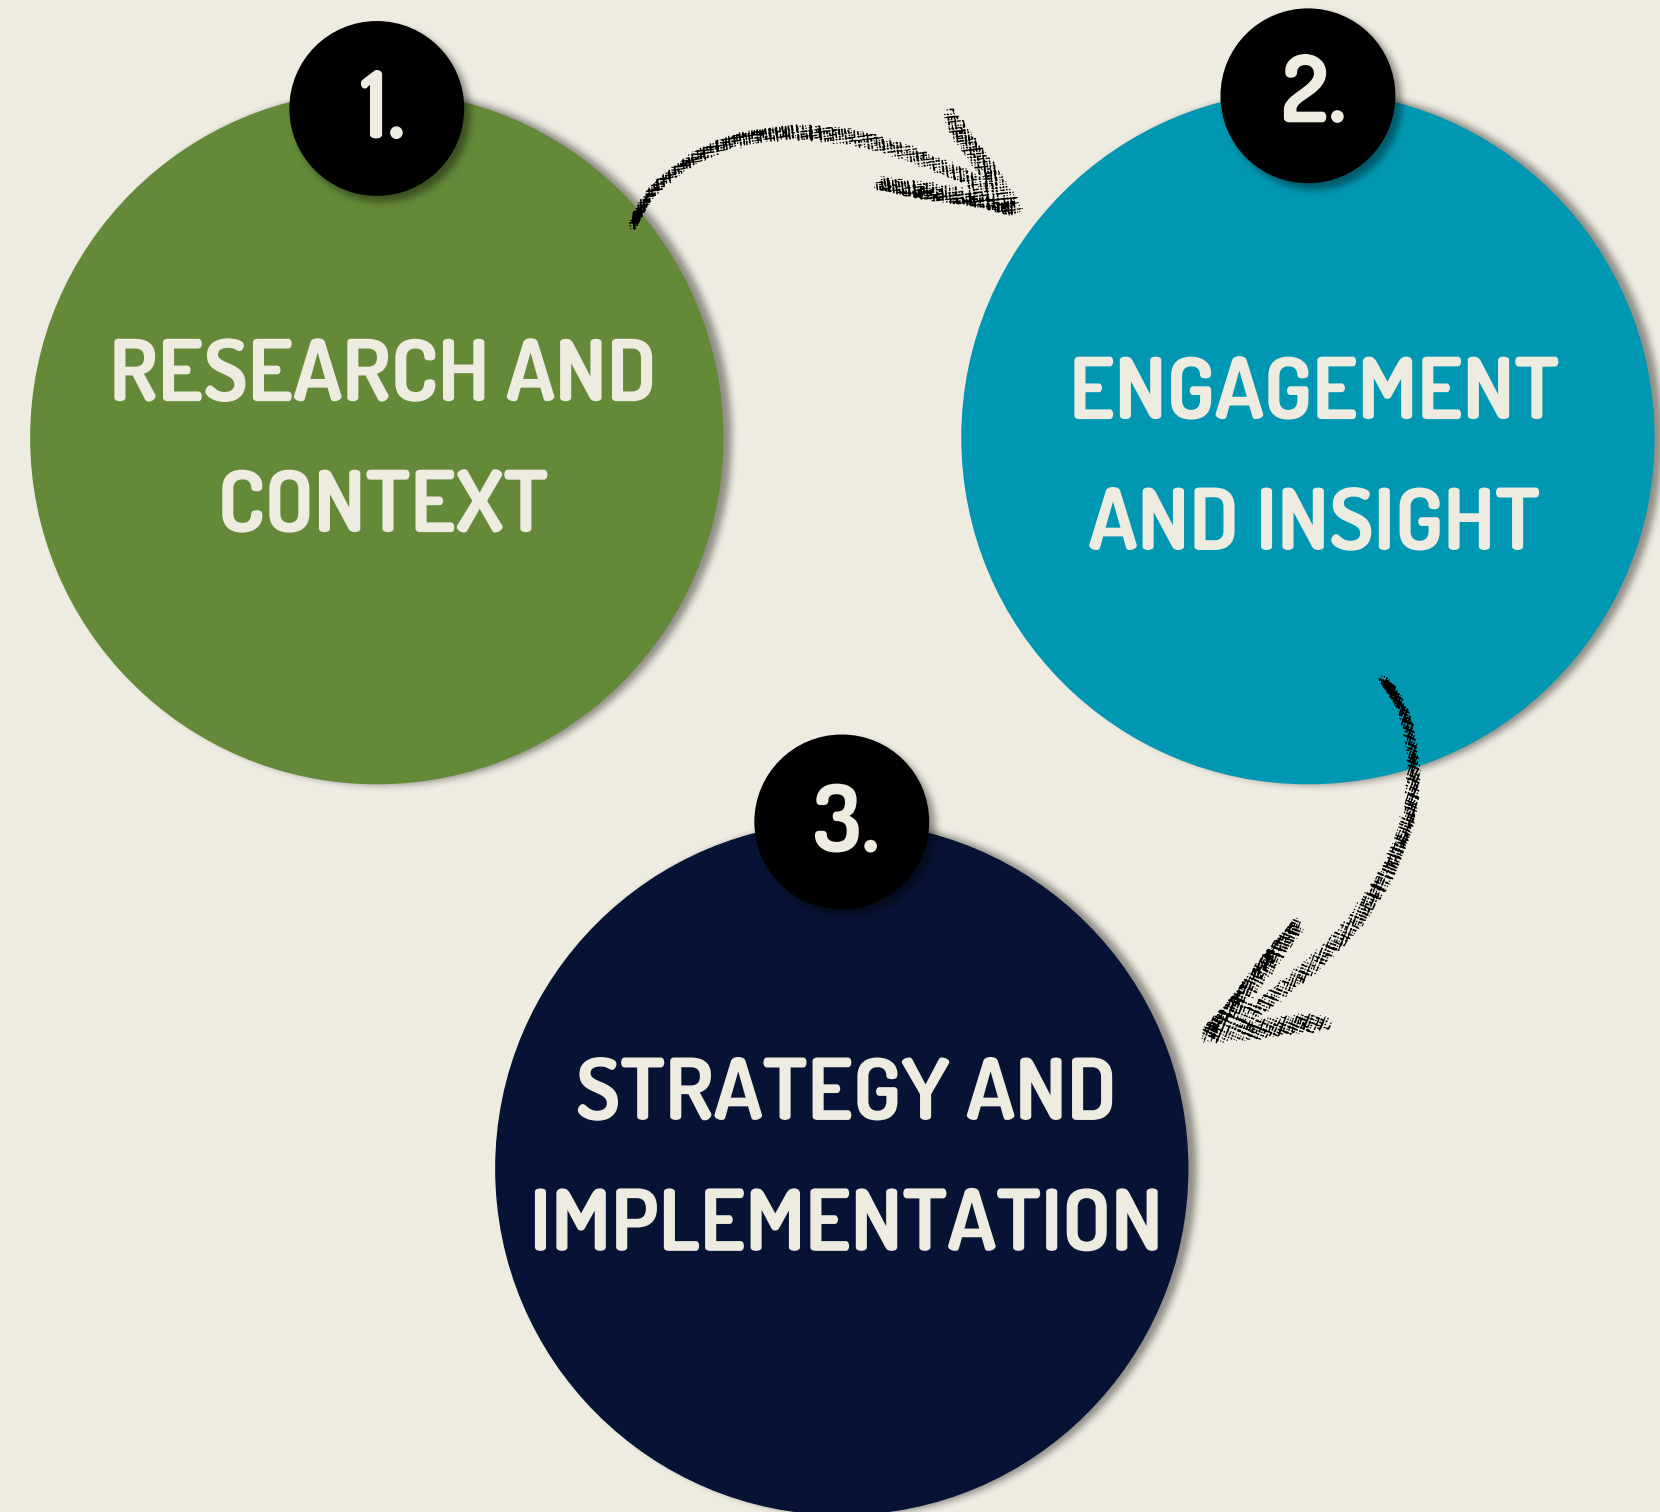 1.
RESEARCH AND
CONTEXT
2.
ENGAGEMENT
AND INSIGHT
3.
STRATEGY AND
IMPLEMENTATION